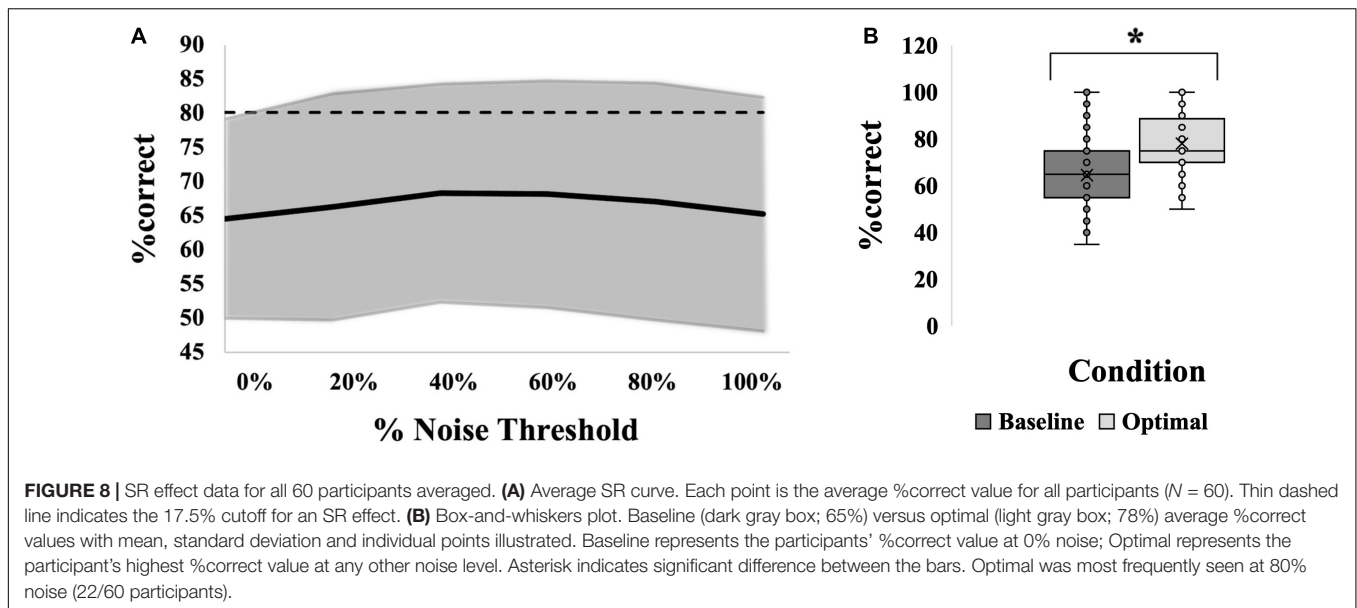 A
90
85
80
75
70
65
60
55
50
45
%correct
0% 20% 40% 60% 80% 100%
% Noise Threshold
B
120
100
80
60
40
20
0
%correct
*
Condition
Baseline Optimal
FIGURE 8 | SR effect data for all 60 participants averaged. (A) Average SR curve. Each point is the average %correct value for all participants (N = 60). Thin dashed
line indicates the 17.5% cutoff for an SR effect. (B) Box-and-whiskers plot. Baseline (dark gray box; 65%) versus optimal (light gray box; 78%) average %correct
values with mean, standard deviation and individual points illustrated. Baseline represents the participants' %correct value at 0% noise; Optimal represents the
participant's highest %correct value at any other noise level. Asterisk indicates significant difference between the bars. Optimal was most frequently seen at 80%
noise (22/60 participants).